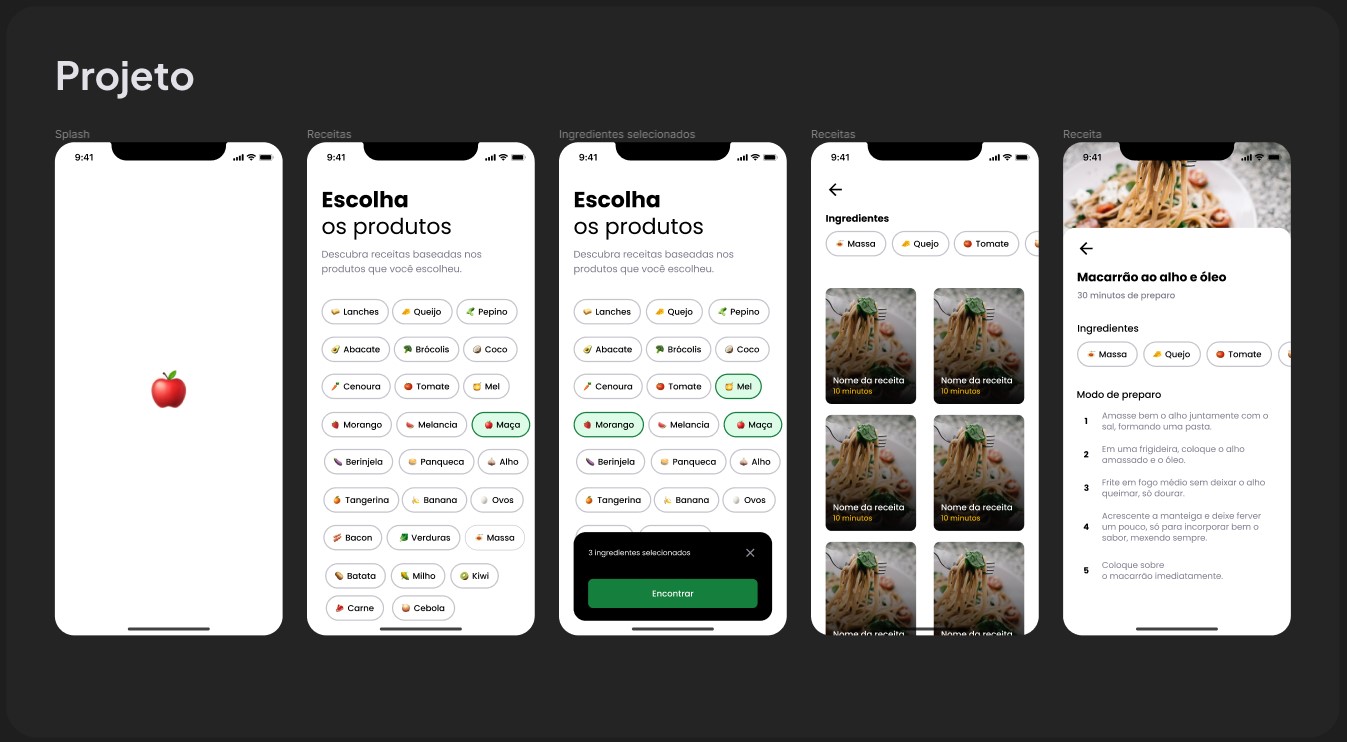 Projeto
Splash
9:41
Receitas
9:41
Escolha
os produtos
Descubra receitas baseadas nos
produtos que você escolheu.
Lanches Queijo Pepino
Abacate Brócolis Coco
Cenoura Tomate Mel
Morango Melancia Maça
Berinjela Panqueca Alho
Tangerina Banana Ovos
Bacon Verduras Massa
Batata Milho Kiwi
Carne Cebola
Ingredientes selecionados
9:41
Escolha
os produtos
Descubra receitas baseadas nos
produtos que você escolheu.
Lanches Quejo Pepino
Abacate Brócolis Coco
Cenoura Tomate Mel
Morango Melancia Maça
Berinjela Panqueca Alho
Tangerina Banana Ovos
3 ingredientes selecionados
Encontrar
Receitas
9:41
Ingredientes
Massa Quejo Tomate
Nome da receita
10 minutos
Nome da receita
10 minutos
Nome da receita
10 minutos
Nome da receita
10 minutos
Nome da receita
Nome da receita
Receita
9:41
Macarrão ao alho e óleo
30 minutos de preparo
Ingredientes
Massa Quejo Tomate
Modo de preparo
1 Amasse bem o alho juntamente com o
sal, formando uma pasta.
2 Em uma frigideira, coloque o alho
amassado e o óleo.
3 Frite em fogo médio sem deixar o alho
queimar, só dourar.
4 Acrescente a manteiga e deixe ferver
um pouco, só para incorporar bem o
sabor, mexendo sempre.
5 Coloque sobre
o macarrão imediatamente.